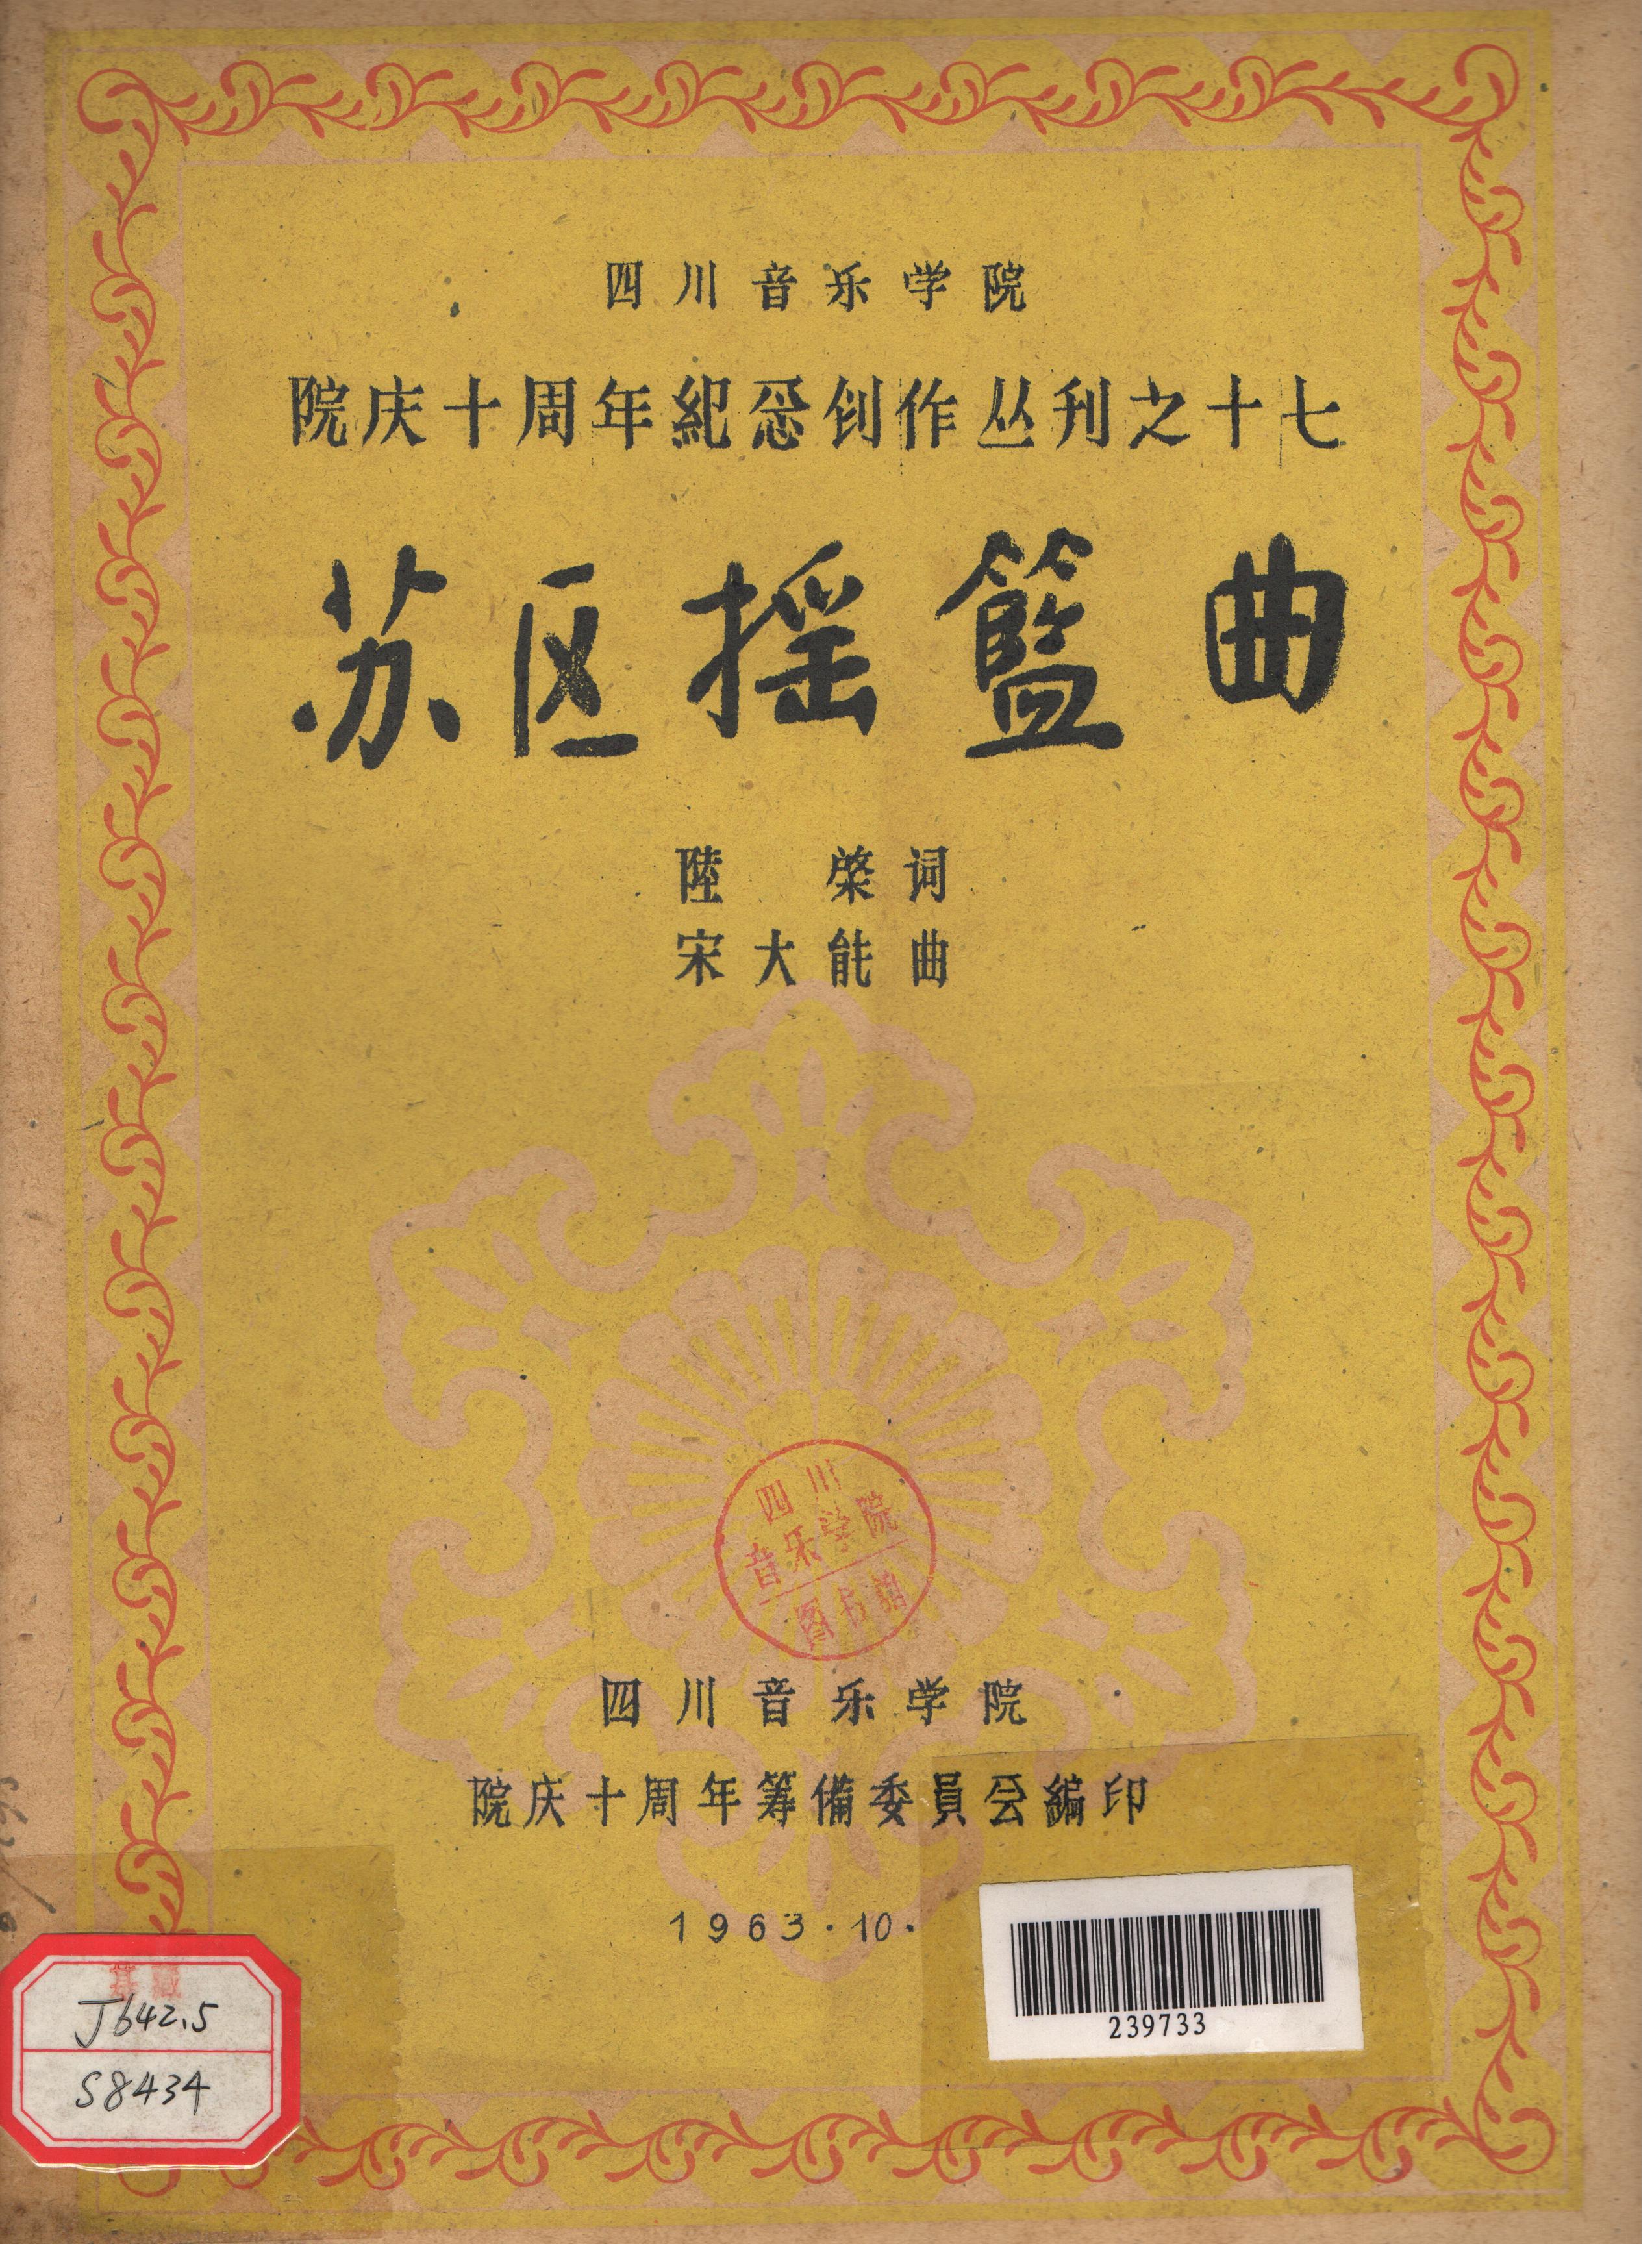 四川音乐学院
院庆十周年紀念创作丛刊之十七
苏区摇籃曲
陸棨词
宋大能曲
四川
音乐学院
图书馆
四川音乐学院
院庆十周年筹備委員会編印
1963·10·
J642.5
S8434
239733